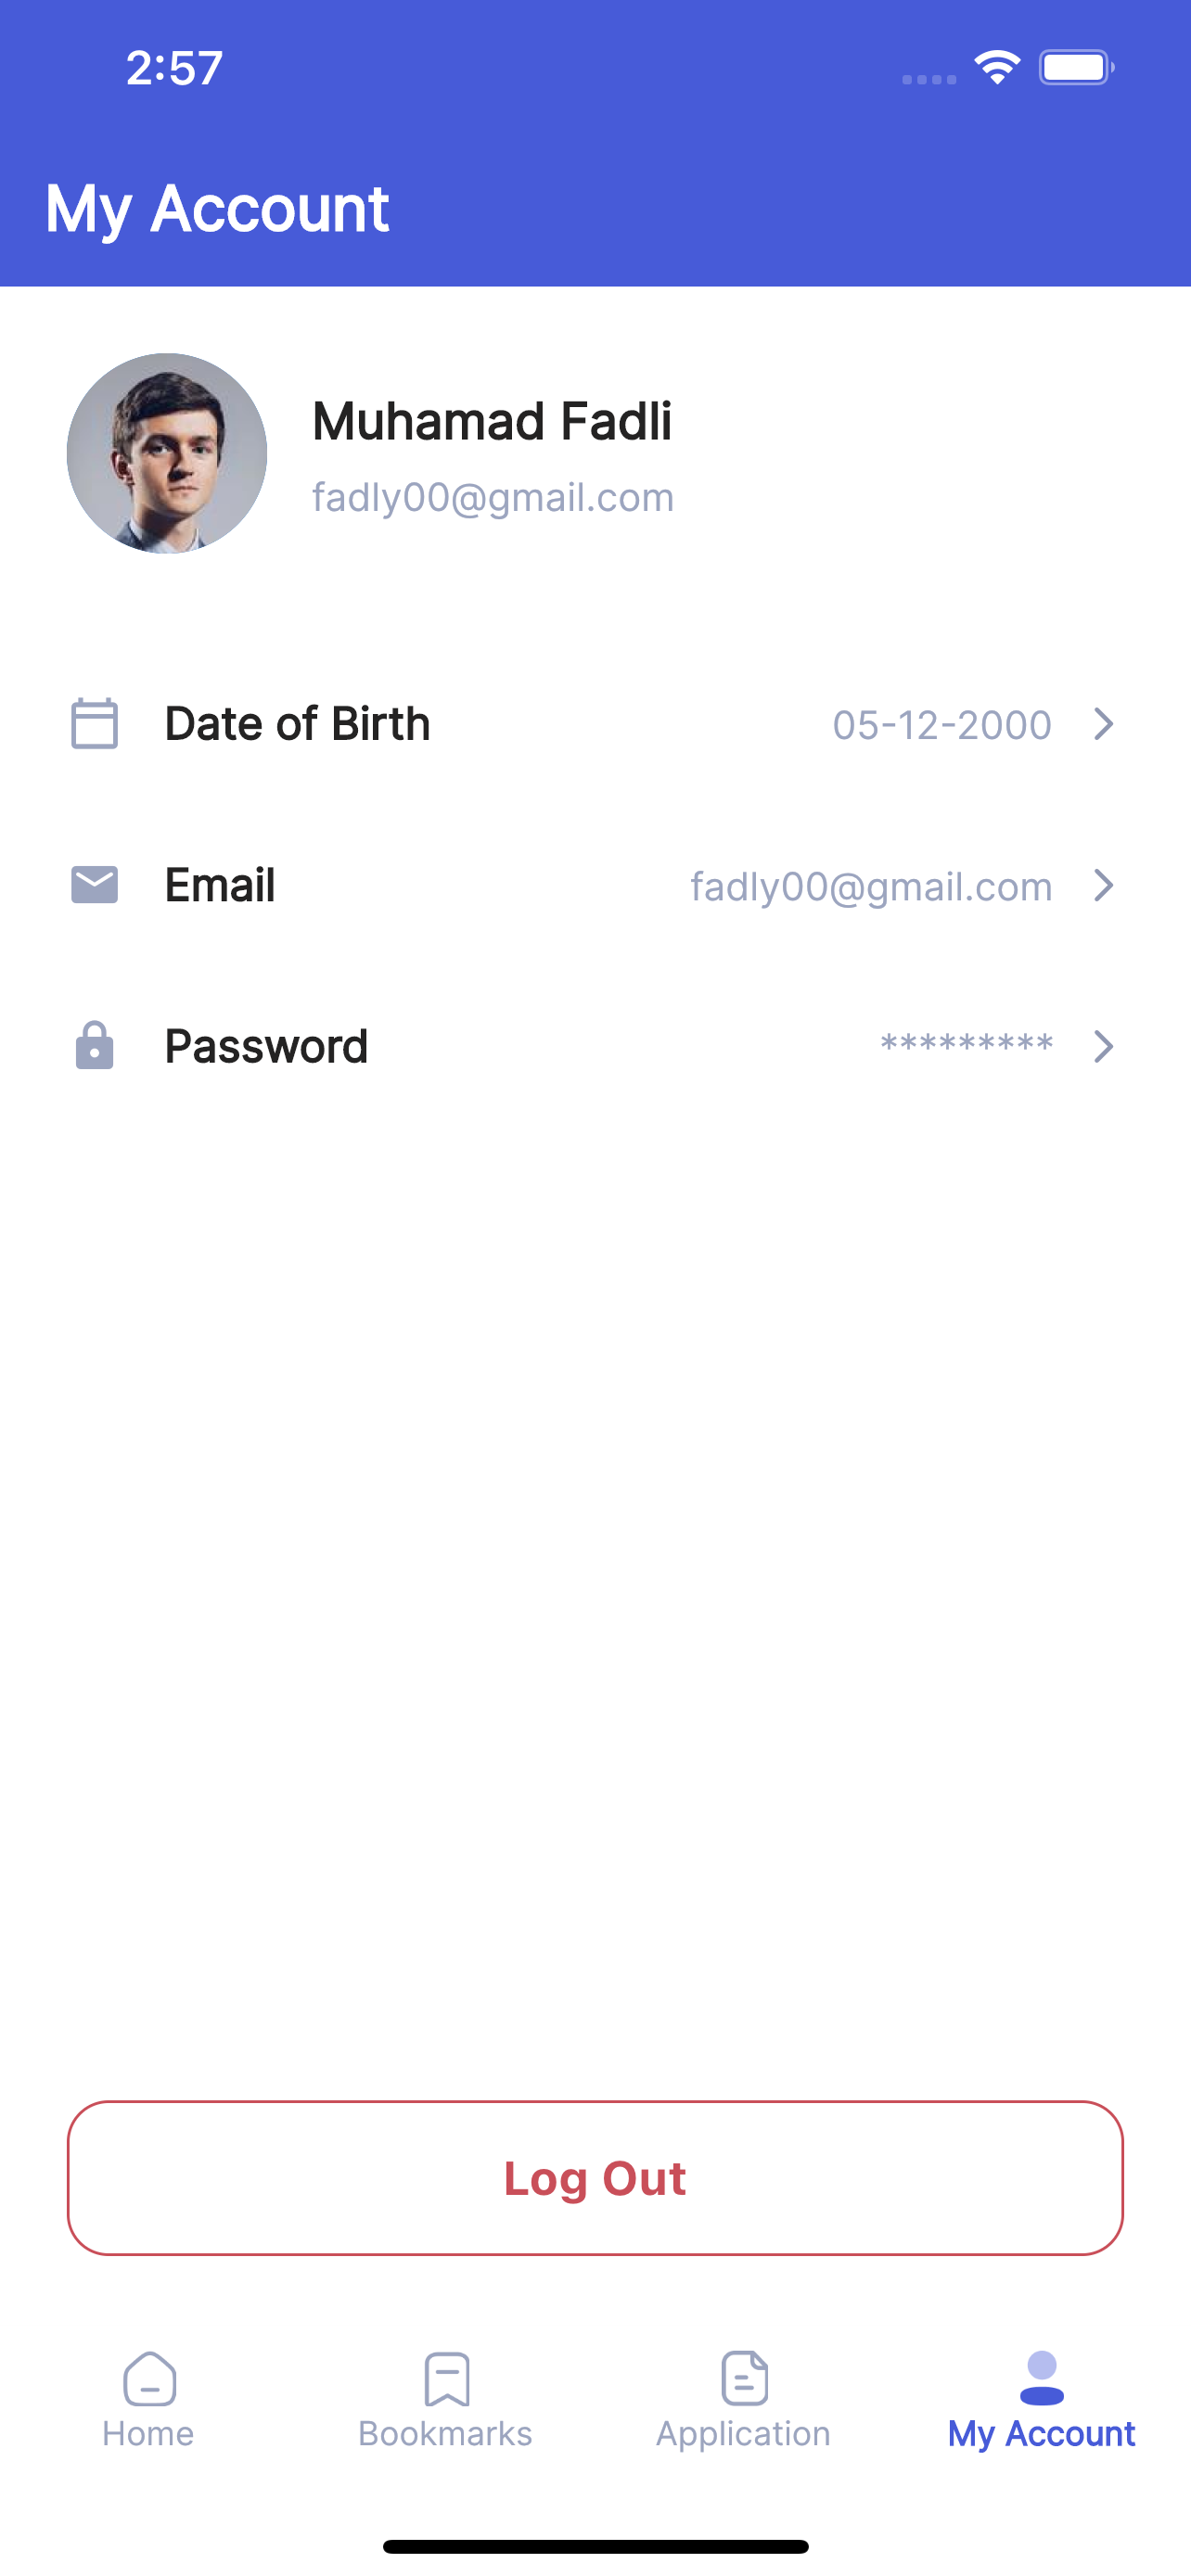 2:57
My Account
Muhamad Fadli
fadly00@gmail.com
Date of Birth 05-12-2000
Email fadly00@gmail.com
Password *********
Log Out
Home Bookmarks Application My Account